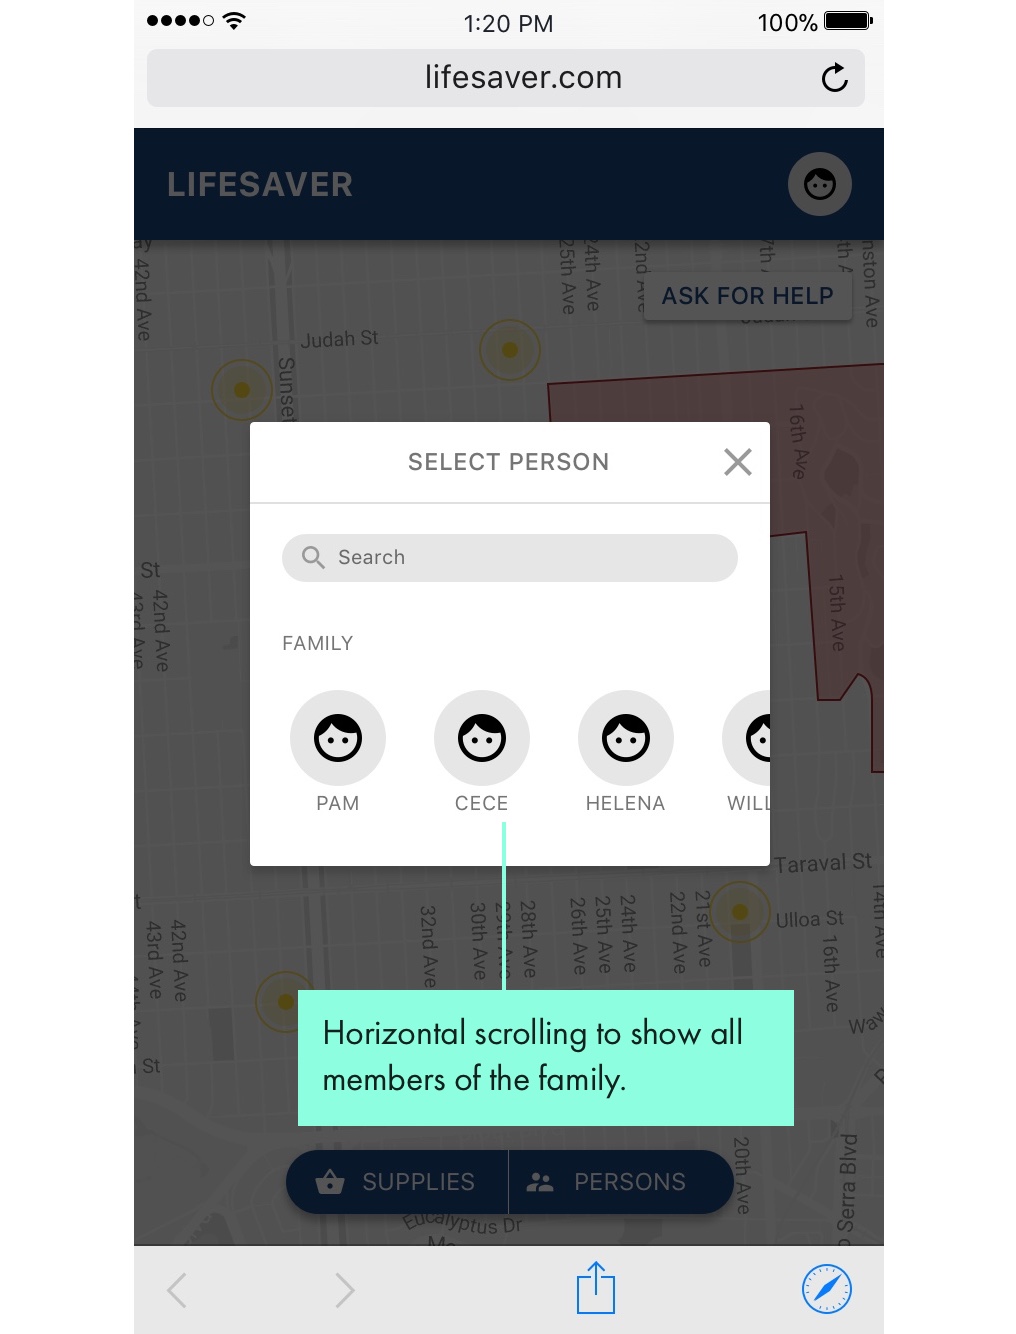 1:20 PM
100%
lifesaver.com
LIFESAVER
42nd Ave
25th Ave
24th Ave
ASK FOR HELP
Judah St
Sunset
16th Ave
SELECT PERSON
Search
St
42nd Ave
43rd Ave
15th Ave
FAMILY
PAM
CECE
HELENA
WILL
Taraval St
32nd Ave
30th Ave
29th Ave
28th Ave
26th Ave
25th Ave
24th Ave
22nd Ave
21st Ave
Ulloa St
16th Ave
43rd Ave
42nd Ave
Horizontal scrolling to show all
members of the family.
St
SUPPLIES
PERSONS
20th Ave
Serra Blvd
Eucalyptus Dr